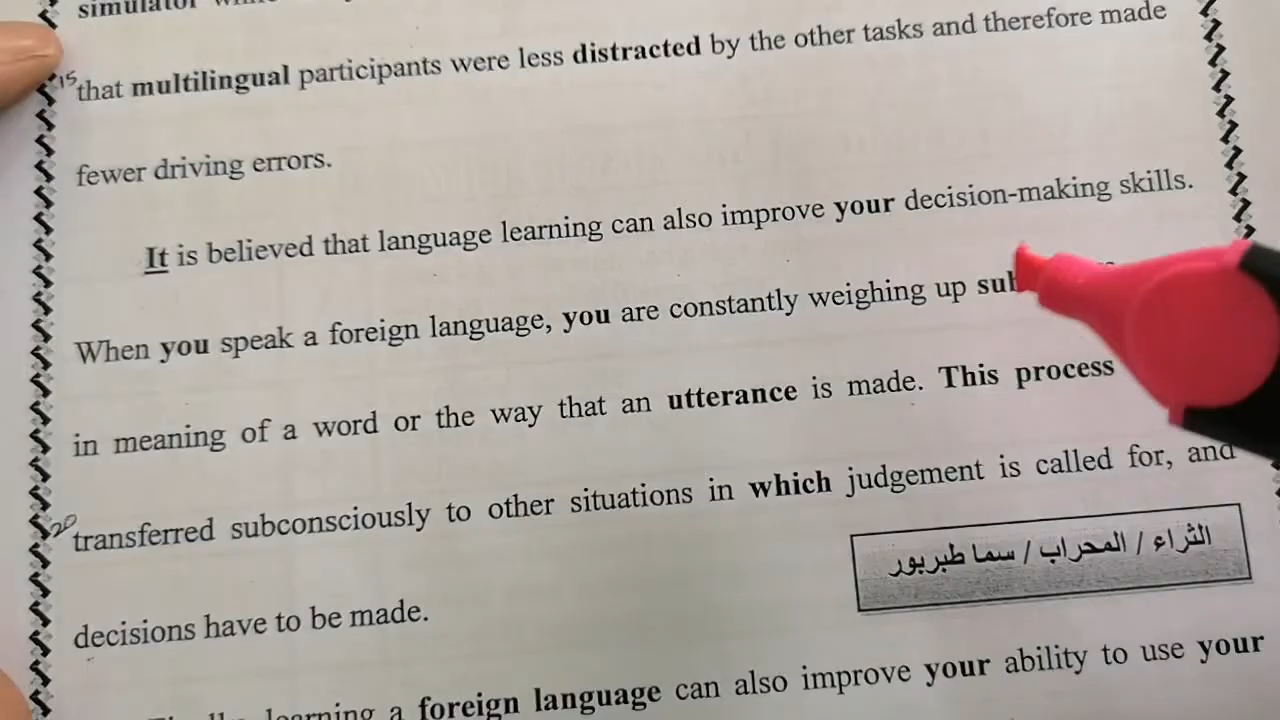 simulator
15 that multilingual participants were less distracted by the other tasks and therefore made
fewer driving errors.
It is believed that language learning can also improve your decision-making skills.
When you speak a foreign language, you are constantly weighing up
in meaning of a word or the way that an utterance is made. This process
20 transferred subconsciously to other situations in which judgement is called for, and
الثراء / المحراب / سما طبربور
decisions have to be made.
learning a foreign language can also improve your ability to use your